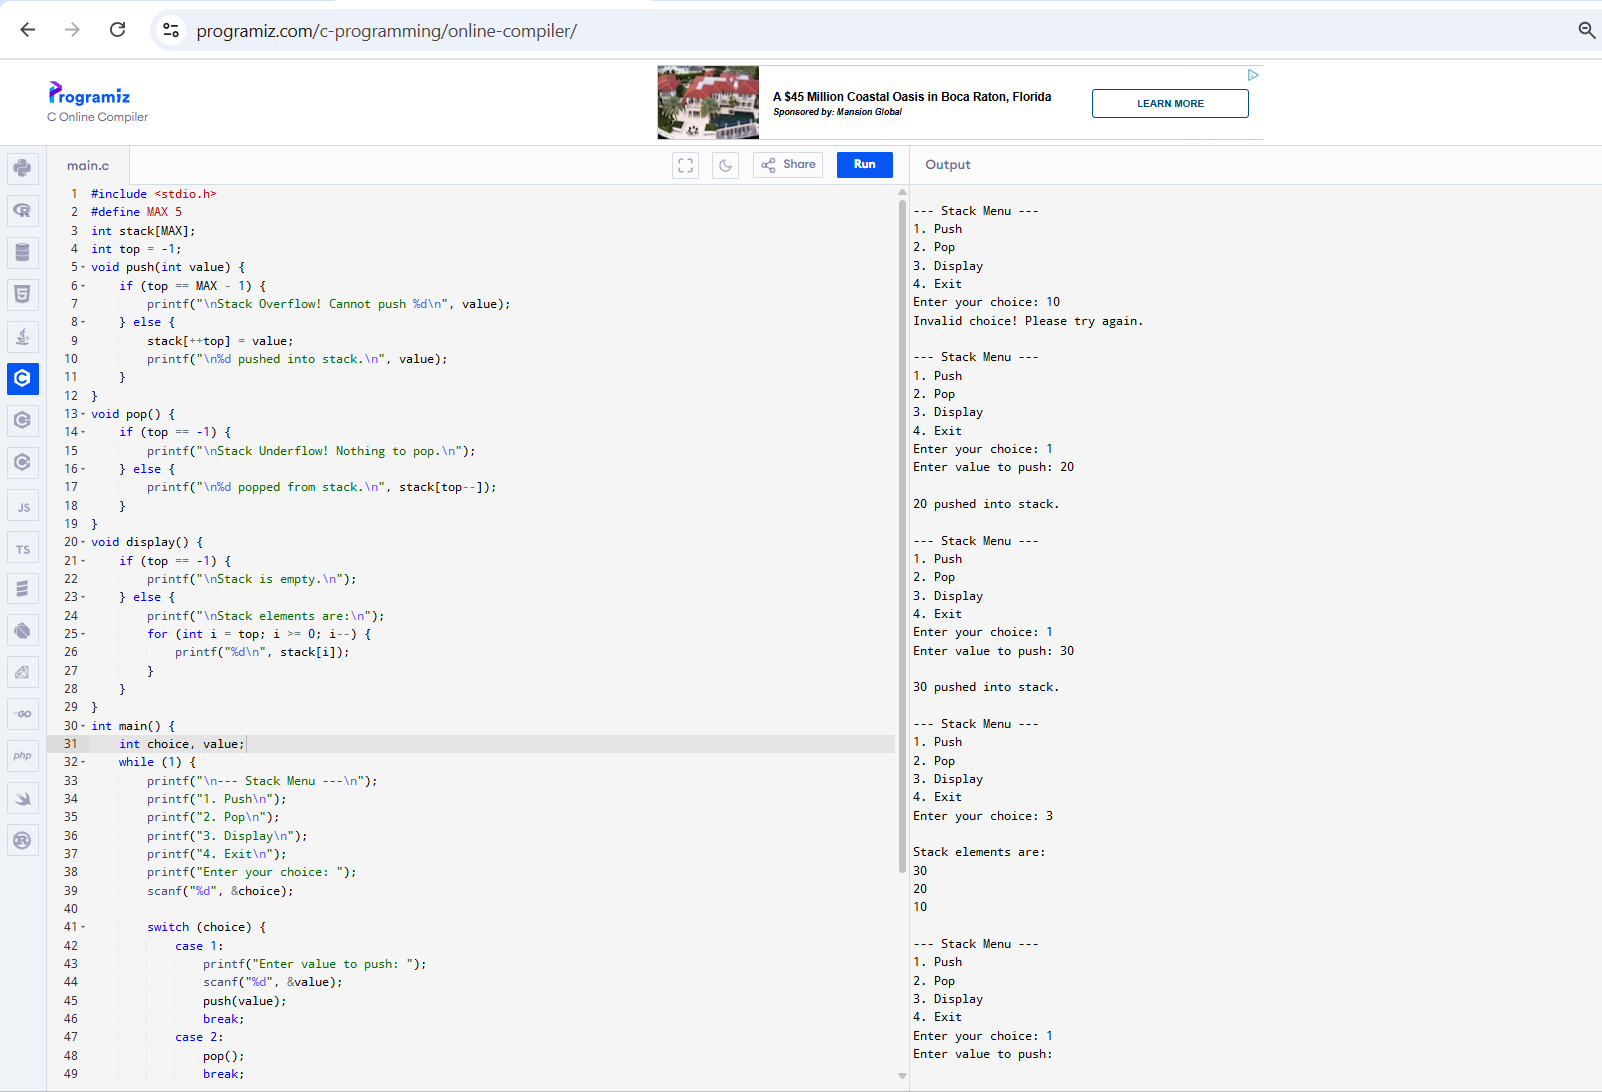 programiz.com/c-programming/online-compiler/
Programiz
C Online Compiler
A $45 Million Coastal Oasis in Boca Raton, Florida
Sponsored by: Mansion Global
LEARN MORE
main.c
Share
Run
Output
1 #include <stdio.h>
2 #define MAX 5
3 int stack[MAX];
4 int top = -1;
5 void push(int value) {
6     if (top == MAX - 1) {
7         printf("\nStack Overflow! Cannot push %d\n", value);
8     } else {
9         stack[++top] = value;
10         printf("\n%d pushed into stack.\n", value);
11     }
12 }
13 void pop() {
14     if (top == -1) {
15         printf("\nStack Underflow! Nothing to pop.\n");
16     } else {
17         printf("\n%d popped from stack.\n", stack[top--]);
18     }
19 }
20 void display() {
21     if (top == -1) {
22         printf("\nStack is empty.\n");
23     } else {
24         printf("\nStack elements are:\n");
25         for (int i = top; i >= 0; i--) {
26             printf("%d\n", stack[i]);
27         }
28     }
29 }
30 int main() {
31     int choice, value;
32     while (1) {
33         printf("\n--- Stack Menu ---\n");
34         printf("1. Push\n");
35         printf("2. Pop\n");
36         printf("3. Display\n");
37         printf("4. Exit\n");
38         printf("Enter your choice: ");
39         scanf("%d", &choice);
40
41         switch (choice) {
42             case 1:
43                 printf("Enter value to push: ");
44                 scanf("%d", &value);
45                 push(value);
46                 break;
47             case 2:
48                 pop();
49                 break;
--- Stack Menu ---
1. Push
2. Pop
3. Display
4. Exit
Enter your choice: 10
Invalid choice! Please try again.
--- Stack Menu ---
1. Push
2. Pop
3. Display
4. Exit
Enter your choice: 1
Enter value to push: 20
20 pushed into stack.
--- Stack Menu ---
1. Push
2. Pop
3. Display
4. Exit
Enter your choice: 1
Enter value to push: 30
30 pushed into stack.
--- Stack Menu ---
1. Push
2. Pop
3. Display
4. Exit
Enter your choice: 3
Stack elements are:
30
20
10
--- Stack Menu ---
1. Push
2. Pop
3. Display
4. Exit
Enter your choice: 1
Enter value to push:
R
5
C
C
C
JS
TS
GO
php
R